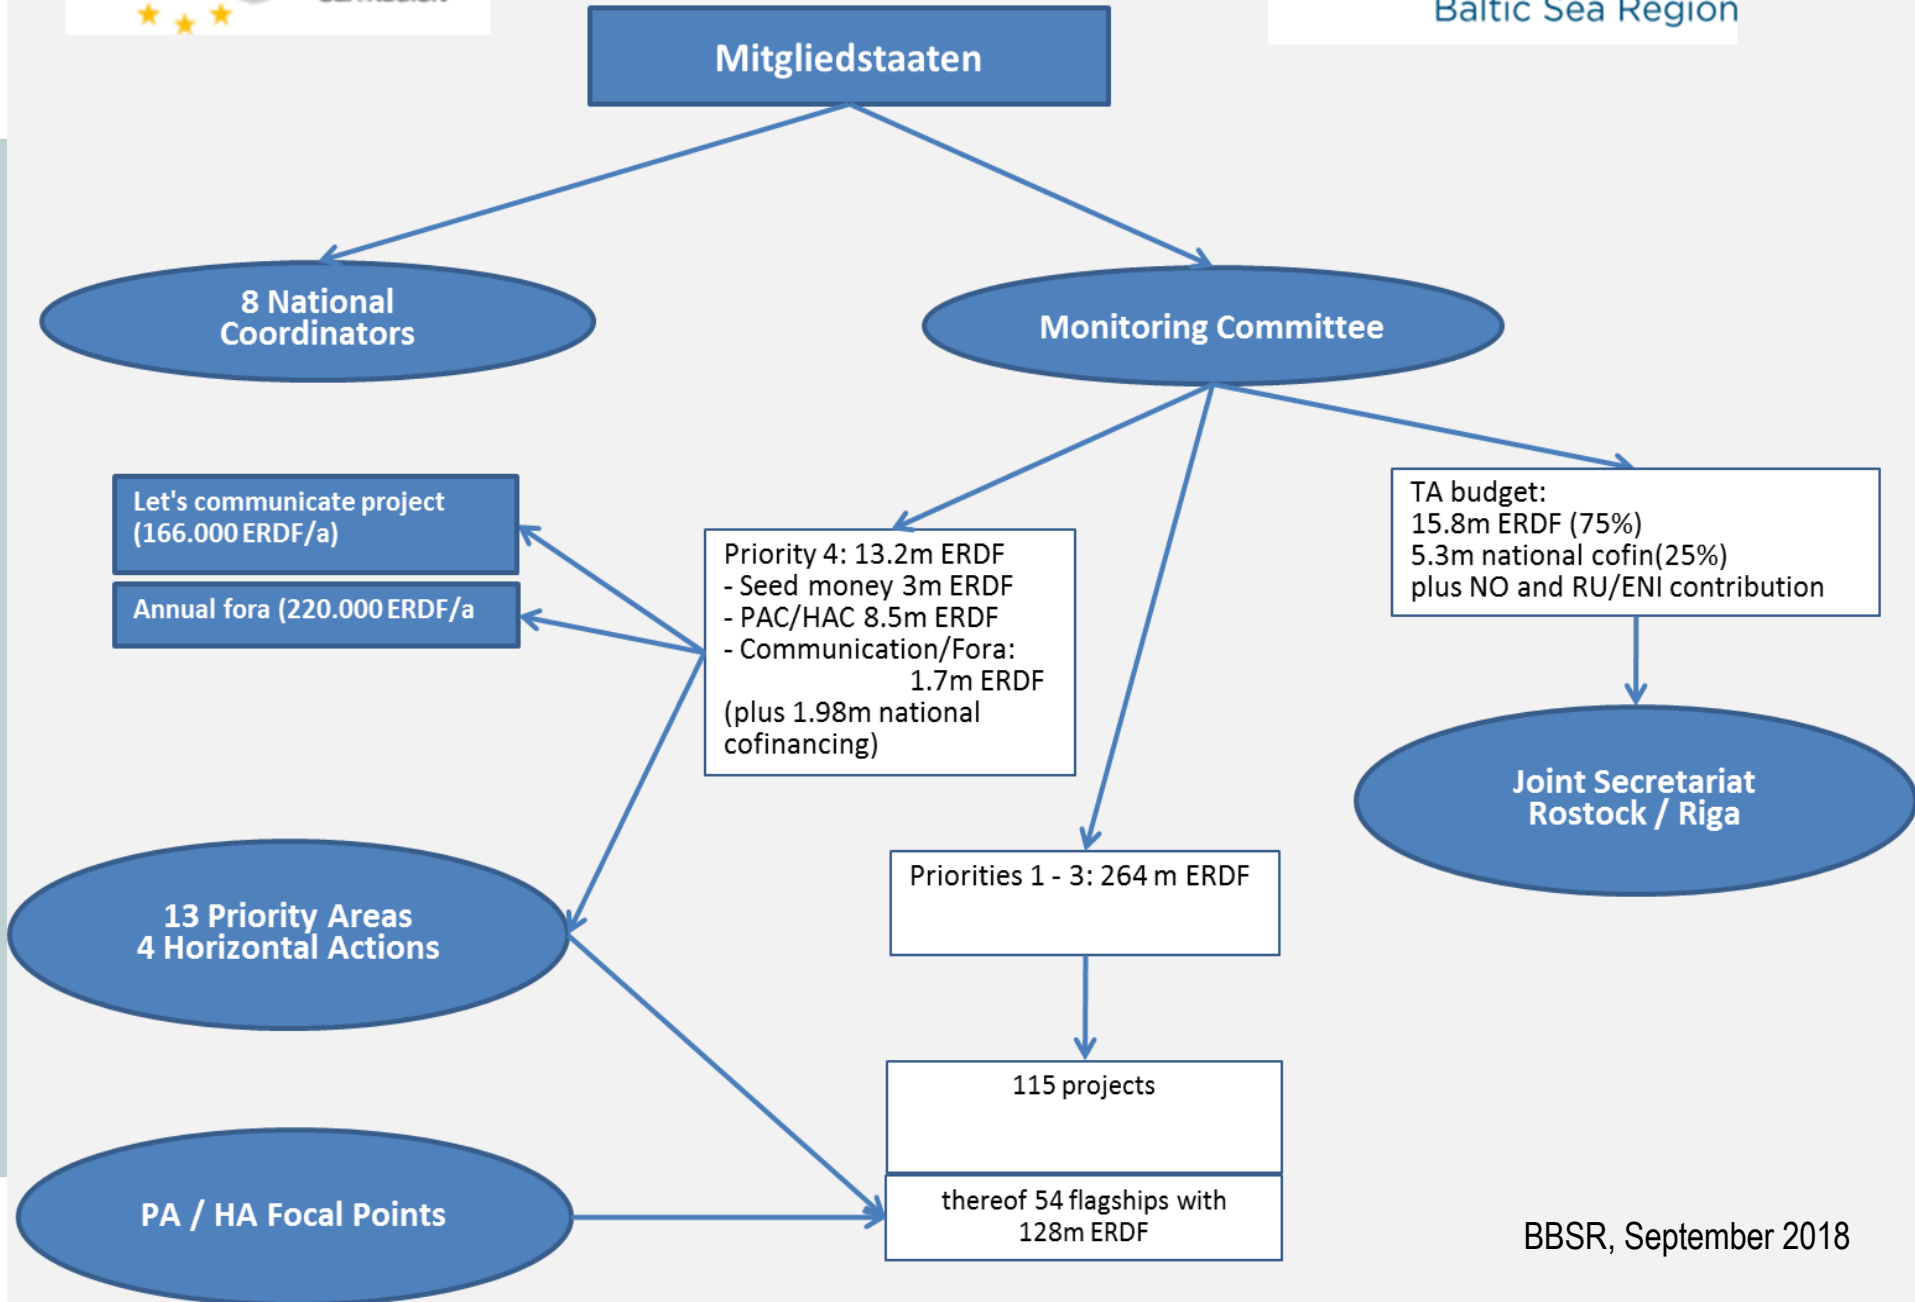 Baltic Sea Region
Mitgliedstaaten
8 National
Coordinators
Monitoring Committee
Let's communicate project
(166.000 ERDF/a)
Annual fora (220.000 ERDF/a
Priority 4: 13.2m ERDF
- Seed money 3m ERDF
- PAC/HAC 8.5m ERDF
- Communication/Fora:
1.7m ERDF
(plus 1.98m national
cofinancing)
TA budget:
15.8m ERDF (75%)
5.3m national cofin(25%)
plus NO and RU/ENI contribution
Joint Secretariat
Rostock / Riga
Priorities 1 - 3: 264 m ERDF
13 Priority Areas
4 Horizontal Actions
115 projects
thereof 54 flagships with
128m ERDF
PA / HA Focal Points
BBSR, September 2018